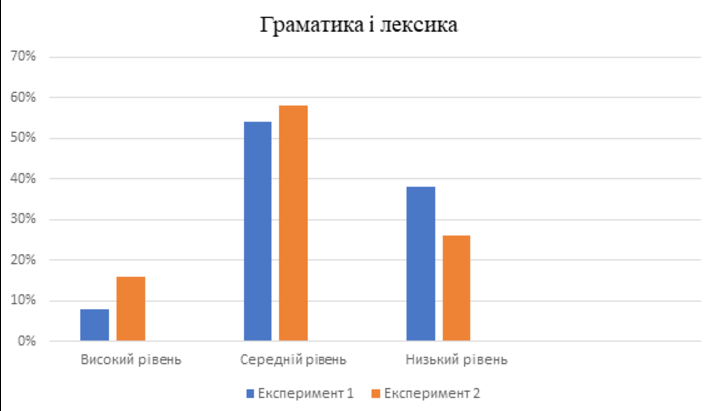 Граматика і лексика
70%
60%
50%
40%
30%
20%
10%
0%
Високий рівень Середній рівень Низький рівень
Експеримент 1 Експеримент 2